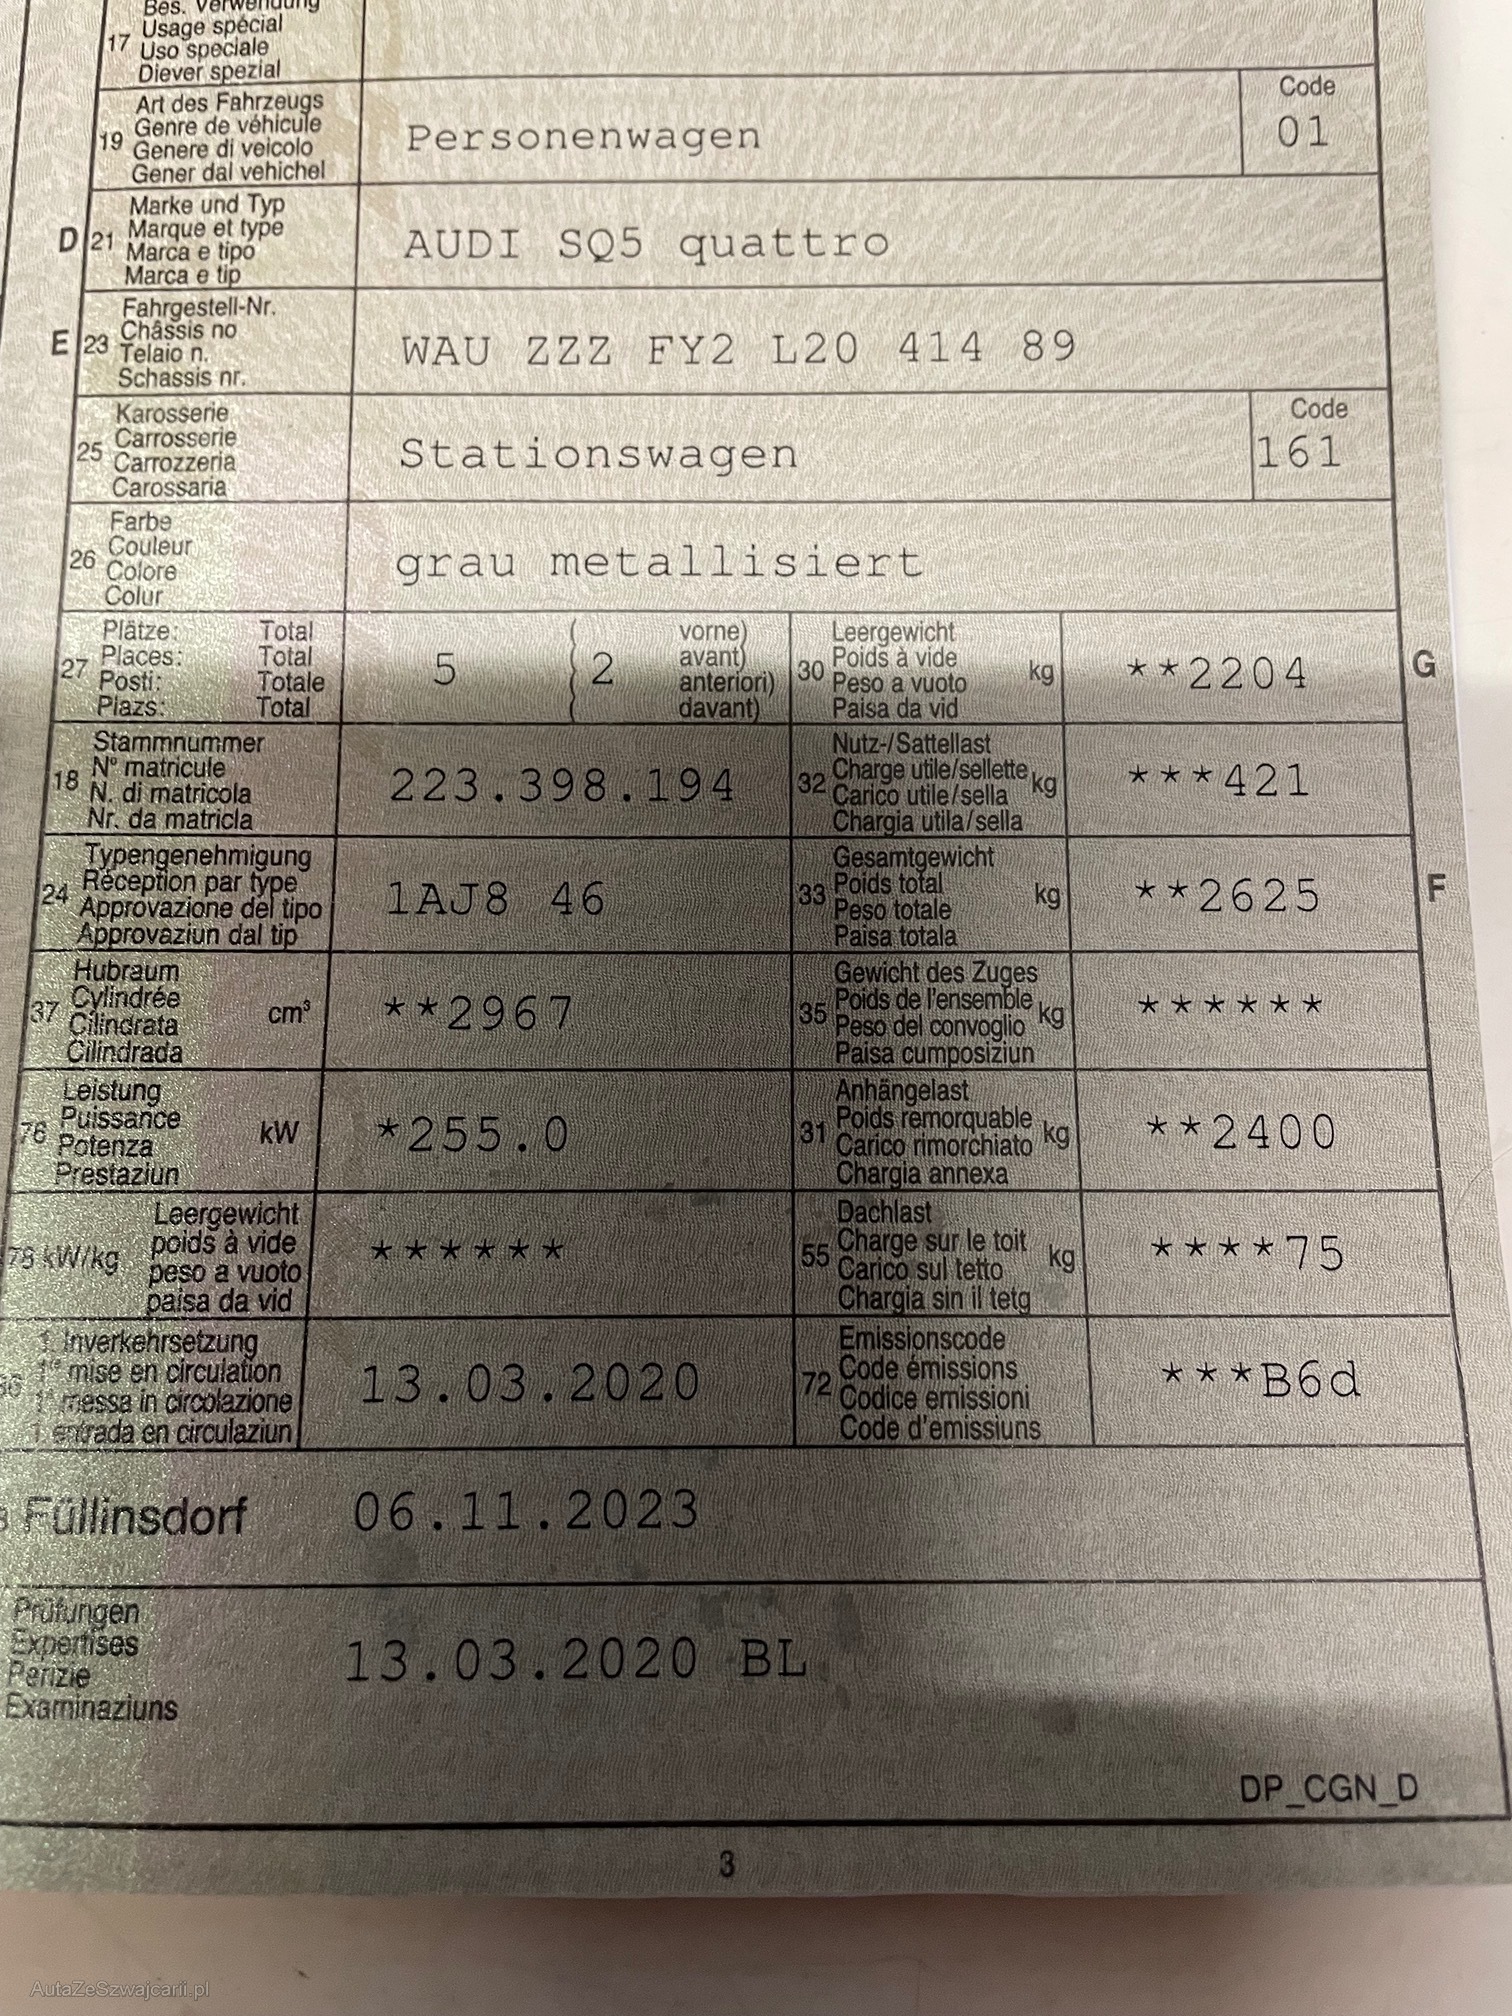 Bes. Verwendung
17 Usage spécial
Uso speciale
Diever spezial
19 Art des Fahrzeugs
Genre de véhicule
Genere di veicolo
Gener dal vehichel
Personenwagen
Code
01
D 21 Marke und Typ
Marque et type
Marca e tipo
Marca e tip
AUDI SQ5 quattro
E 23 Fahrgestell-Nr.
Châssis no
Telaio n.
Schassis nr.
WAU ZZZ FY2 L20 414 89
25 Karosserie
Carrosserie
Carrozzeria
Carossaria
Stationswagen
Code
161
26 Farbe
Couleur
Colore
Colur
grau metallisiert
27 Plätze: Total
Places: Total
Posti: Totale
Plazs: Total
5 { 2 vorne)
avant)
anteriori)
davant)
30 Leergewicht
Poids à vide kg
Peso a vuoto
Paisa da vid
**2204 G
18 Stammnummer
N° matricule
N. di matricola
Nr. da matricla
223.398.194
32 Nutz-/Sattellast
Charge utile/sellette kg
Carico utile/sella
Chargia utila/sella
***421
24 Typengenehmigung
Réception par type
Approvazione del tipo
Approvaziun dal tip
1AJ8 46
33 Gesamtgewicht
Poids total kg
Peso totale
Paisa totala
**2625 F
37 Hubraum
Cylindrée cm³
Cilindrata
Cilindrada
**2967
35 Gewicht des Zuges
Poids de l'ensemble kg
Peso del convoglio
Paisa cumposiziun
******
76 Leistung
Puissance kW
Potenza
Prestaziun
*255.0
31 Anhängelast
Poids remorquable kg
Carico rimorchiato
Chargia annexa
**2400
78 kW/kg Leergewicht
poids à vide
peso a vuoto
paisa da vid
******
55 Dachlast
Charge sur le toit kg
Carico sul tetto
Chargia sin il tetg
****75
36 1. Inverkehrsetzung
1re mise en circulation
1a messa in circolazione
1. entrada en circulaziun
13.03.2020
72 Emissionscode
Code émissions
Codice emissioni
Code d'emissiuns
***B6d
Füllinsdorf 06.11.2023
Prüfungen
Expertises
Perizie
Examinaziuns
13.03.2020 BL
DP_CGN_D
3
AutaZeSzwajcarii.pl